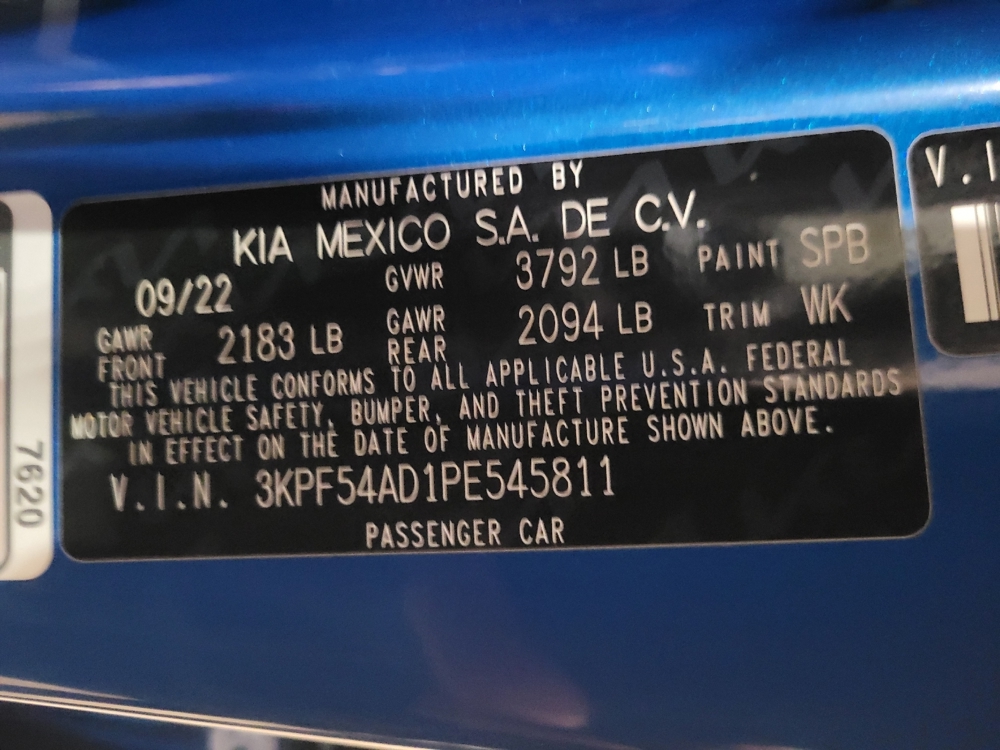 MANUFACTURED BY
KIA MEXICO S.A. DE C.V.
09/22 GVWR 3792 LB PAINT SPB
GAWR FRONT 2183 LB GAWR REAR 2094 LB TRIM WK
THIS VEHICLE CONFORMS TO ALL APPLICABLE U.S.A. FEDERAL
MOTOR VEHICLE SAFETY, BUMPER, AND THEFT PREVENTION STANDARDS
IN EFFECT ON THE DATE OF MANUFACTURE SHOWN ABOVE.
V.I.N. 3KPF54AD1PE545811
PASSENGER CAR
7620
V.I